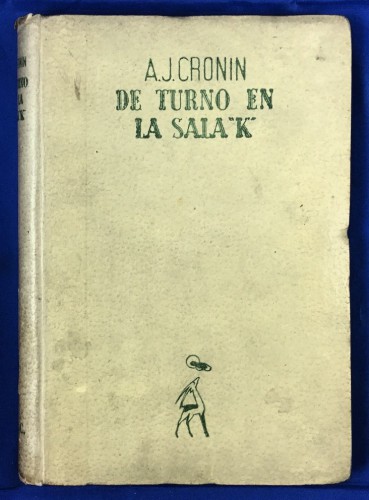 A.J.CRONIN
DE TURNO EN
LA SALA "K"